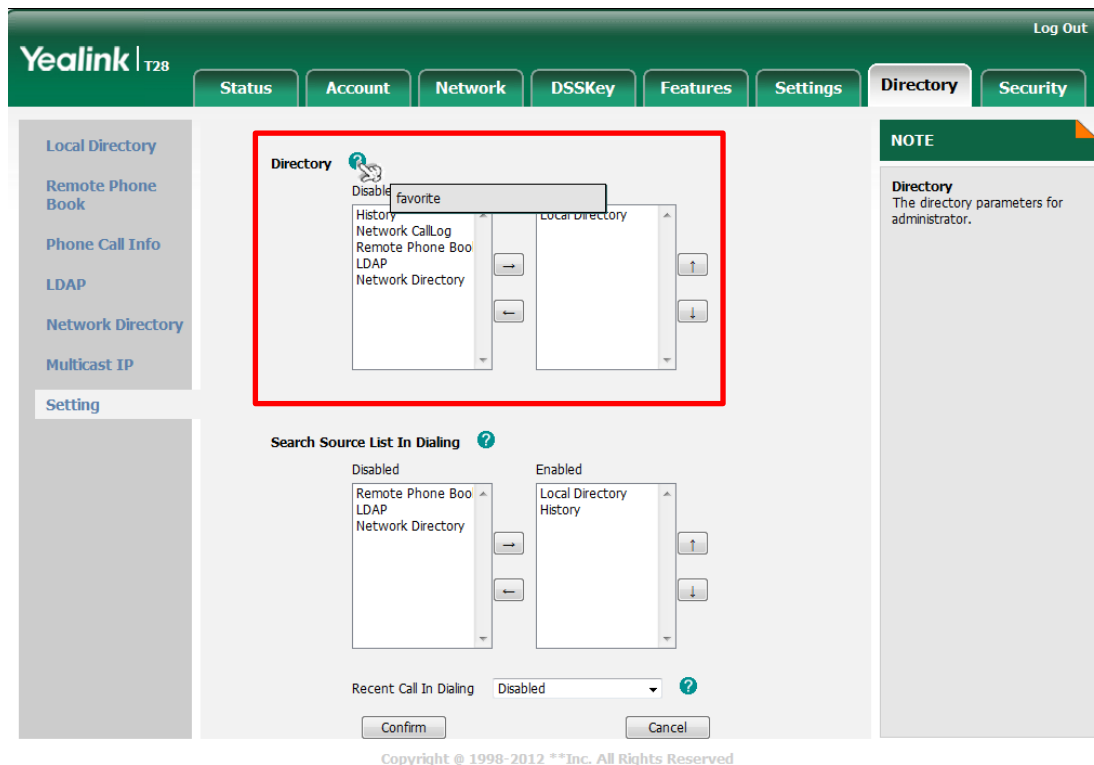 Log Out
Yealink | T28
Status Account Network DSSKey Features Settings Directory Security
Local Directory
Remote Phone
Book
Phone Call Info
LDAP
Network Directory
Multicast IP
Setting
Directory ?
Disable
favorite
History
Network CallLog
Remote Phone Boo
LDAP
Network Directory
Local Directory
→
←
↑
↓
Search Source List In Dialing ?
Disabled
Remote Phone Boo
LDAP
Network Directory
Enabled
Local Directory
History
→
←
↑
↓
Recent Call In Dialing Disabled ?
Confirm Cancel
NOTE
Directory
The directory parameters for
administrator.
Copyright @ 1998-2012 **Inc. All Rights Reserved